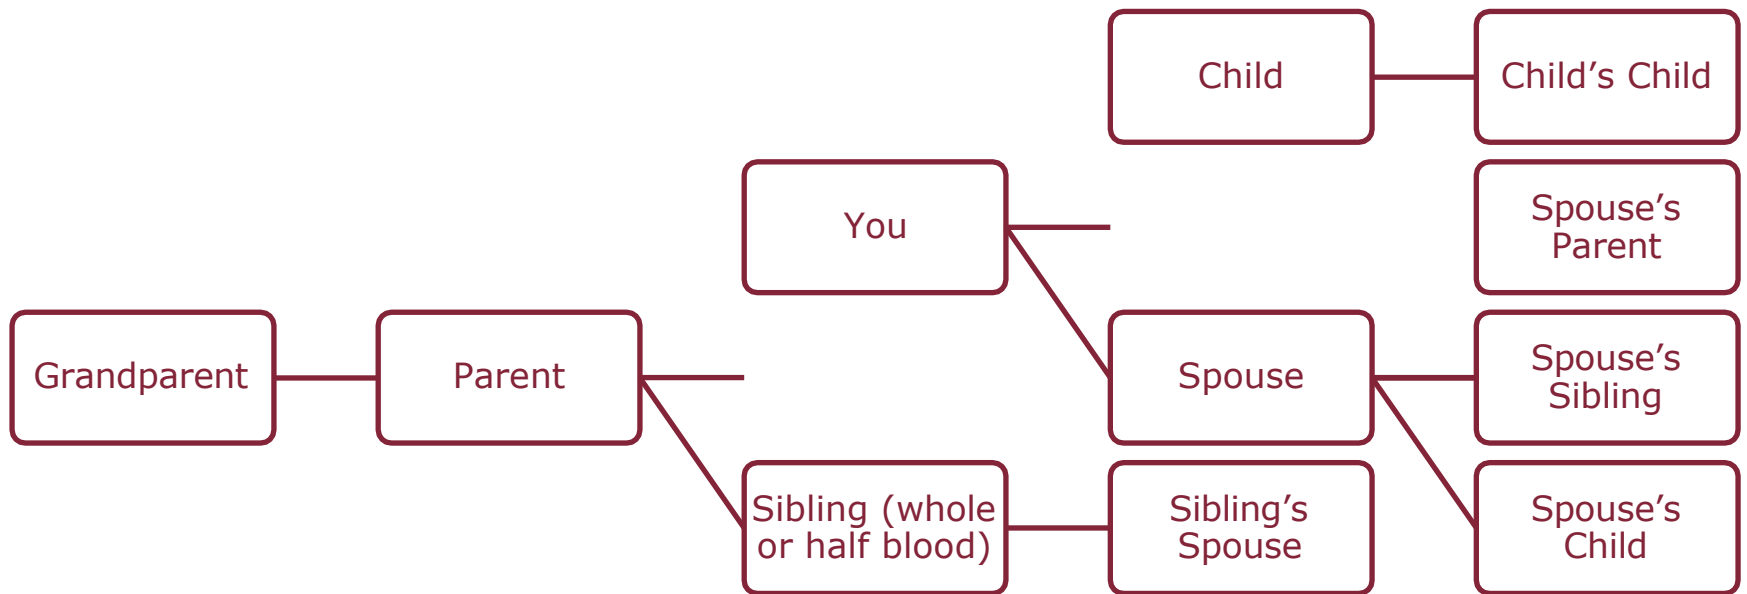 Child
Child’s Child
You
Spouse’s
Parent
Grandparent
Parent
Spouse
Spouse’s
Sibling
Sibling (whole
or half blood)
Sibling’s
Spouse
Spouse’s
Child